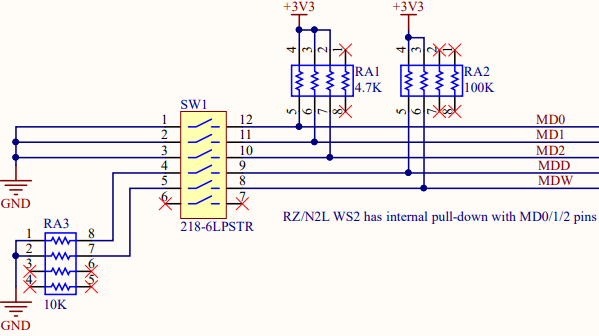 +3V3 +3V3
4 3 2 1 4 3 2 1
RA1 RA2
4.7K 100K
5 6 7 8 5 6 7 8
SW1
1 12 MD0
2 11 MD1
3 10 MD2
4 9 MDD
5 8 MDW
6 7
GND
218-6LPSTR
RZ/N2L WS2 has internal pull-down with MD0/1/2 pins
RA3
1 8
2 7
3 6
4 5
10K
GND